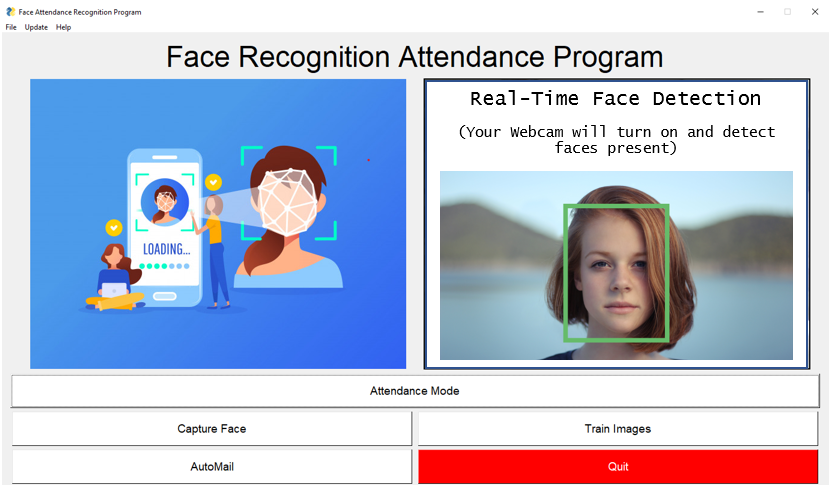 Face Attendance Recognition Program
File Update Help
Face Recognition Attendance Program
Real-Time Face Detection
(Your Webcam will turn on and detect
faces present)
LOADING...
Attendance Mode
Capture Face
Train Images
AutoMail
Quit